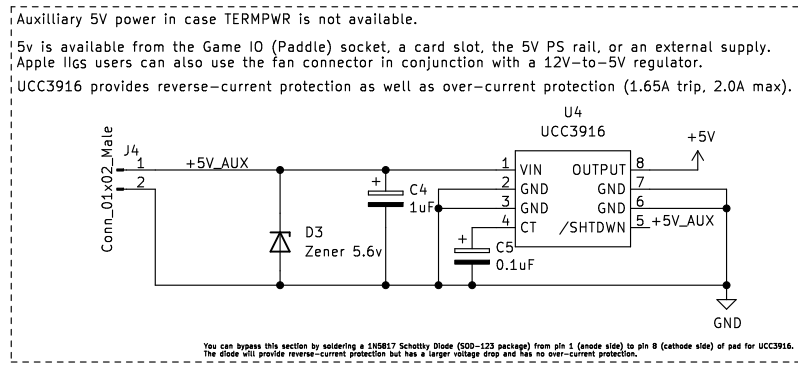 Auxilliary 5V power in case TERMPWR is not available.
5v is available from the Game IO (Paddle) socket, a card slot, the 5V PS rail, or an external supply.
Apple IIGS users can also use the fan connector in conjunction with a 12V-to-5V regulator.
UCC3916 provides reverse-current protection as well as over-current protection (1.65A trip, 2.0A max).
U4
UCC3916
+5V
Conn_01x02_Male
J4
1
2
+5V_AUX
1 VIN
2 GND
3 GND
4 CT
OUTPUT 8
GND 7
GND 6
/SHTDWN 5
+5V_AUX
+
C4
1uF
D3
Zener 5.6v
+
C5
0.1uF
GND
You can bypass this section by soldering a 1N5817 Schottky Diode (SOD-123 package) from pin 1 (anode side) to pin 8 (cathode side) of pad for UCC3916.
The diode will provide reverse-current protection but has a larger voltage drop and has no over-current protection.